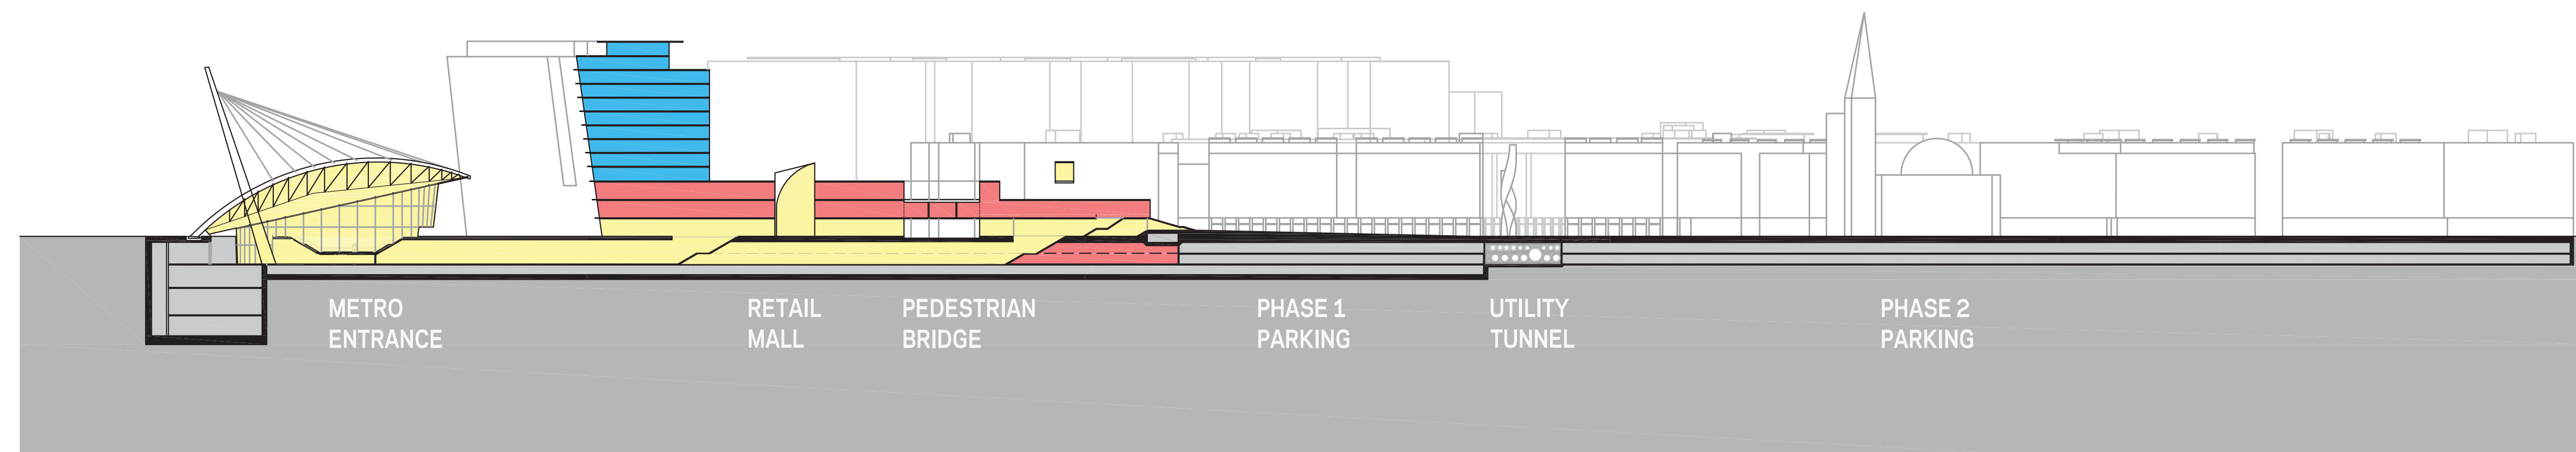 METRO
ENTRANCE
RETAIL
MALL
PEDESTRIAN
BRIDGE
PHASE 1
PARKING
UTILITY
TUNNEL
PHASE 2
PARKING